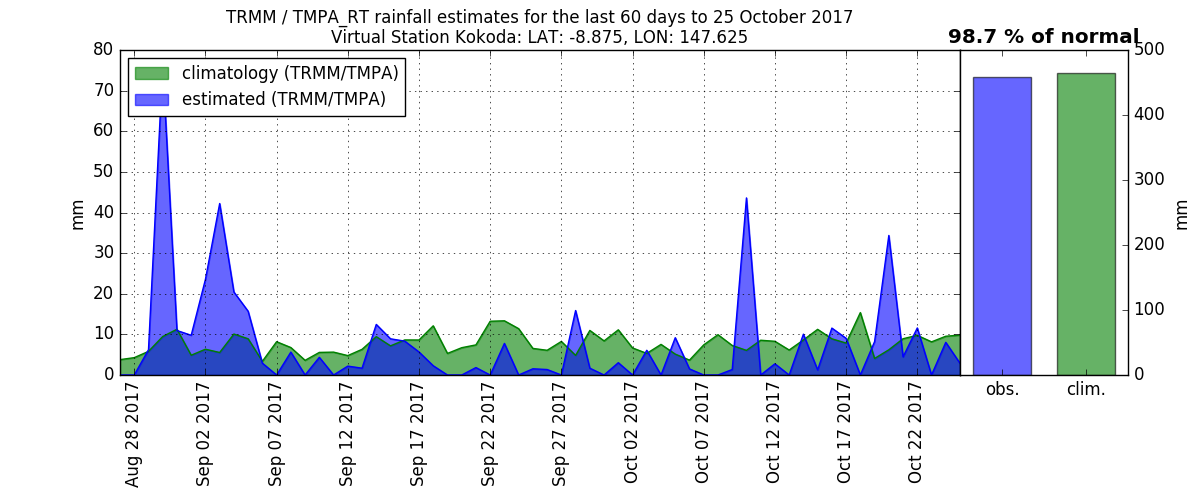 TRMM / TMPA_RT rainfall estimates for the last 60 days to 25 October 2017
Virtual Station Kokoda: LAT: -8.875, LON: 147.625
98.7 % of normal
climatology (TRMM/TMPA)
estimated (TRMM/TMPA)
mm
80
70
60
50
40
30
20
10
0
Aug 28 2017
Sep 02 2017
Sep 07 2017
Sep 12 2017
Sep 17 2017
Sep 22 2017
Sep 27 2017
Oct 02 2017
Oct 07 2017
Oct 12 2017
Oct 17 2017
Oct 22 2017
obs.
clim.
500
400
300
200
100
0
mm